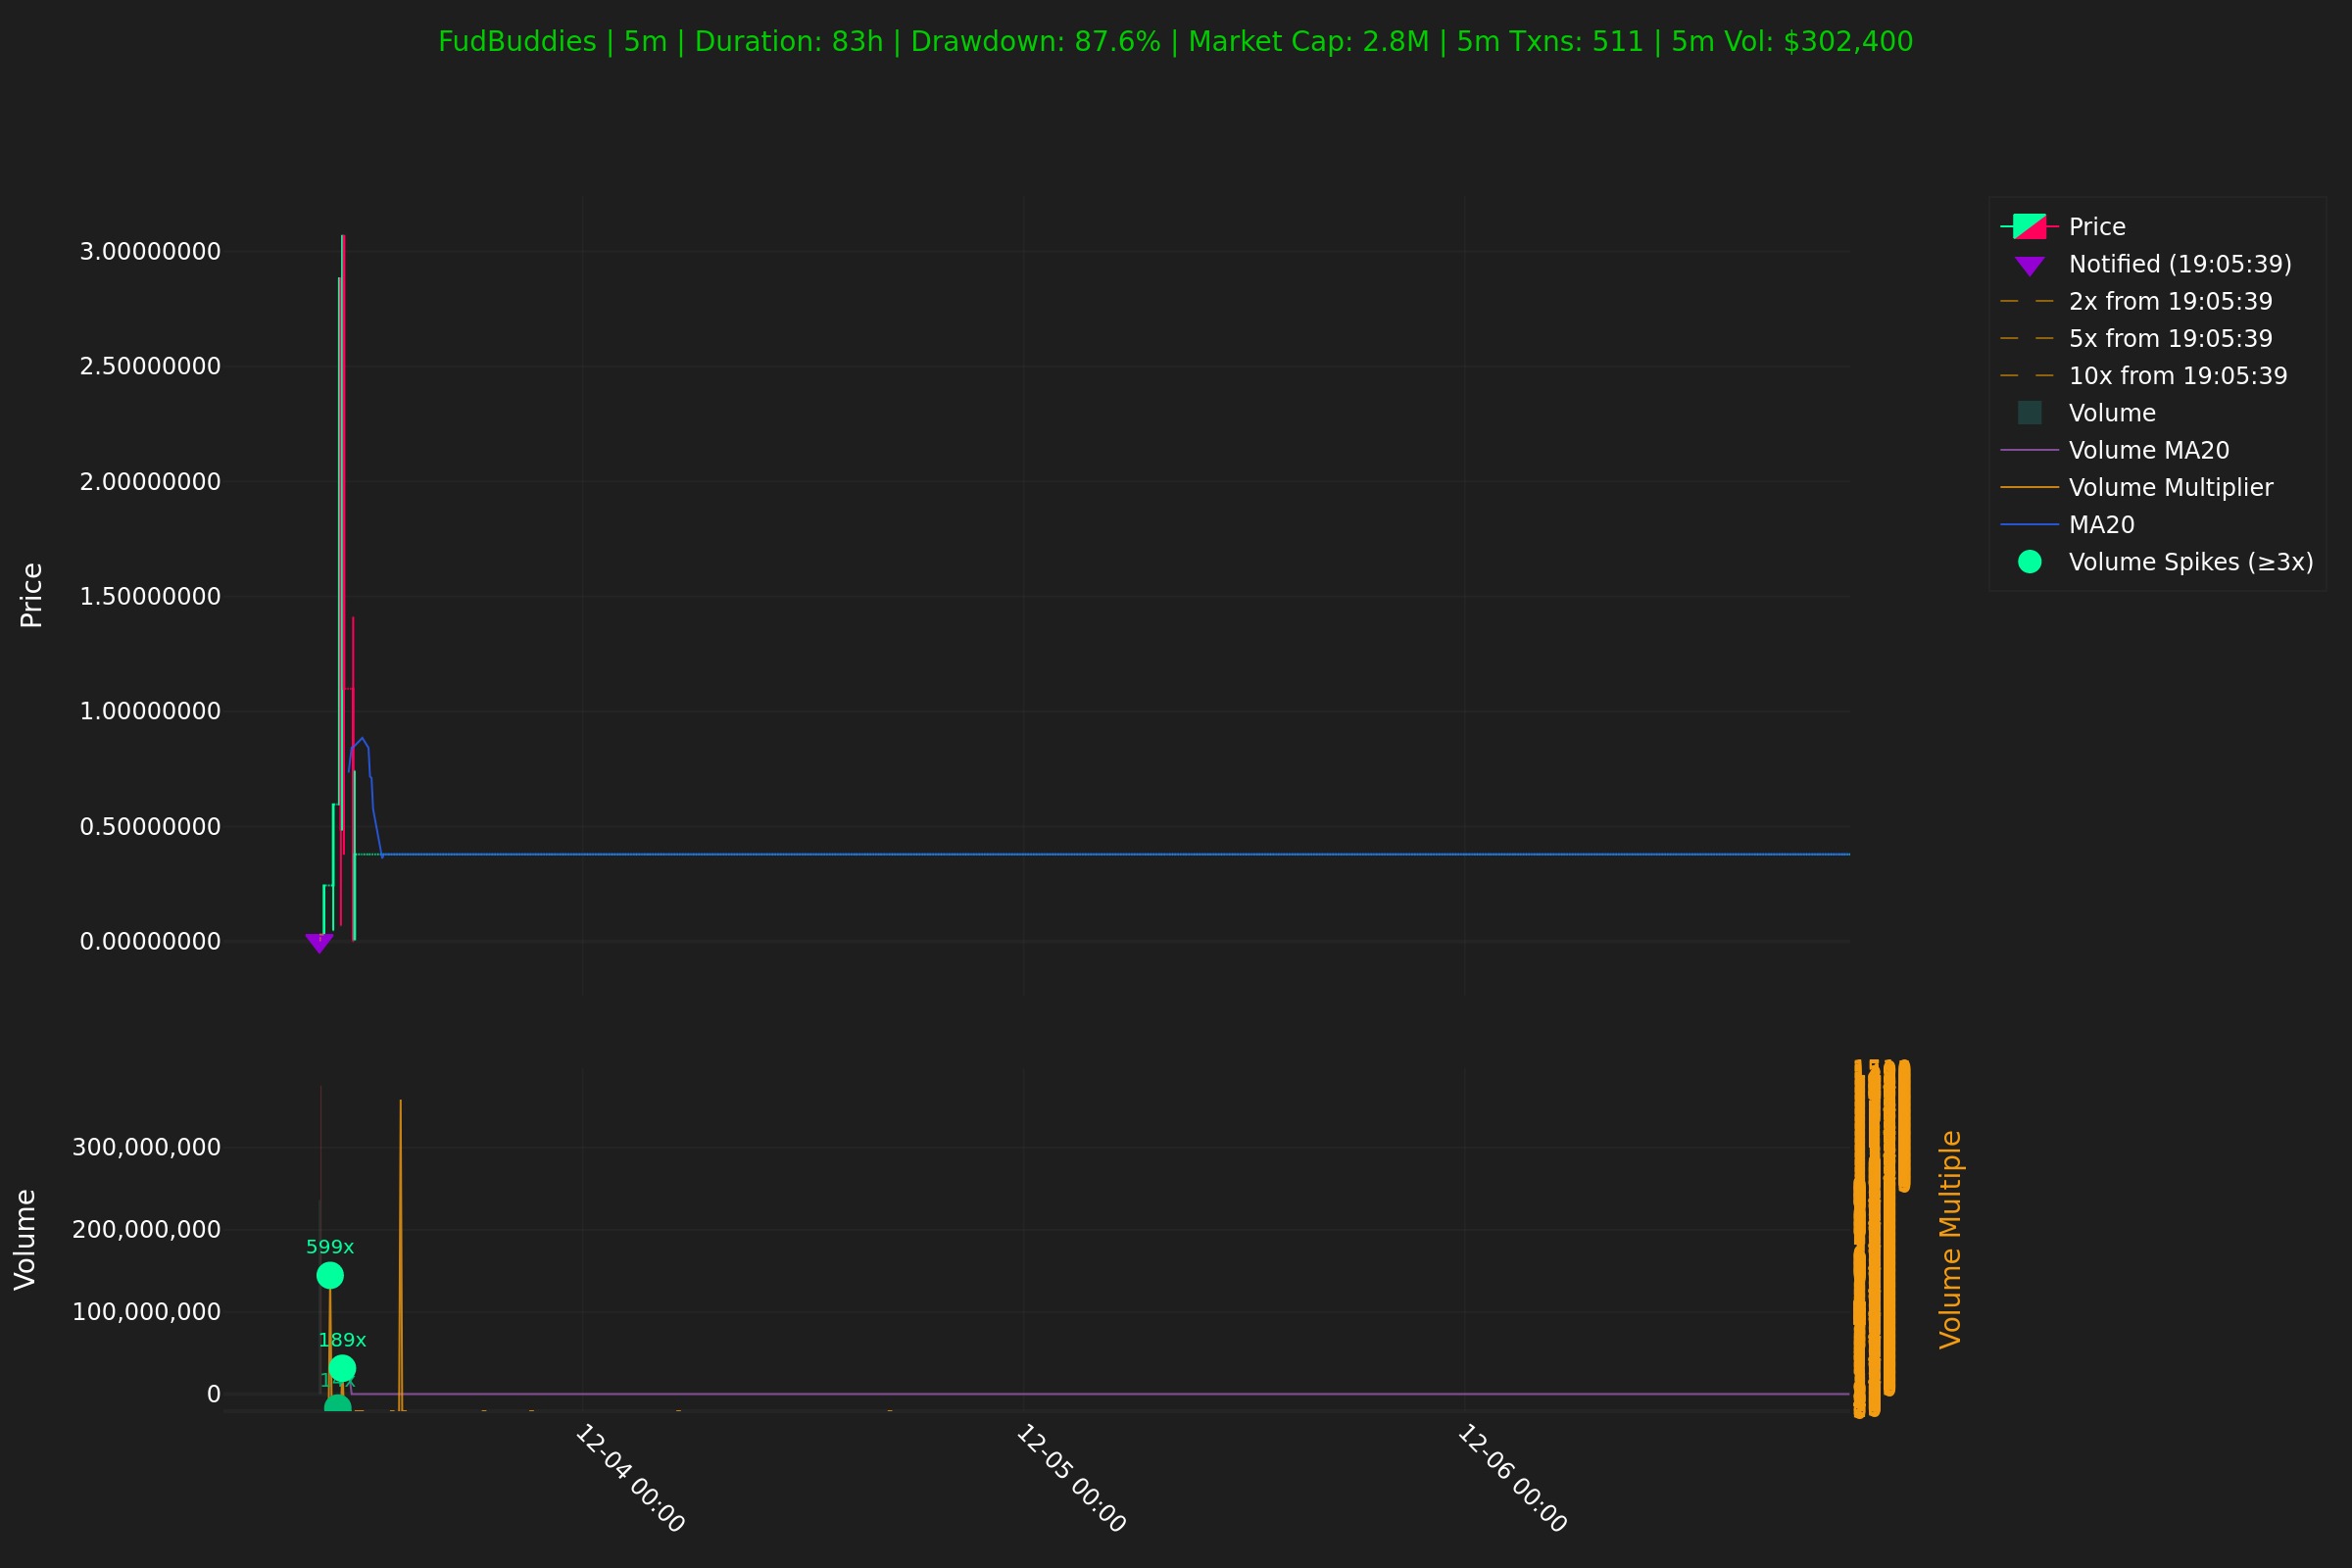 FudBuddies | 5m | Duration: 83h | Drawdown: 87.6% | Market Cap: 2.8M | 5m Txns: 511 | 5m Vol: $302,400
Price
3.00000000
2.50000000
2.00000000
1.50000000
1.00000000
0.50000000
0.00000000
Price
Notified (19:05:39)
2x from 19:05:39
5x from 19:05:39
10x from 19:05:39
Volume
Volume MA20
Volume Multiplier
MA20
Volume Spikes (≥3x)
Volume
300,000,000
200,000,000
100,000,000
0
599x
189x
Volume Multiple
12-04 00:00
12-05 00:00
12-06 00:00